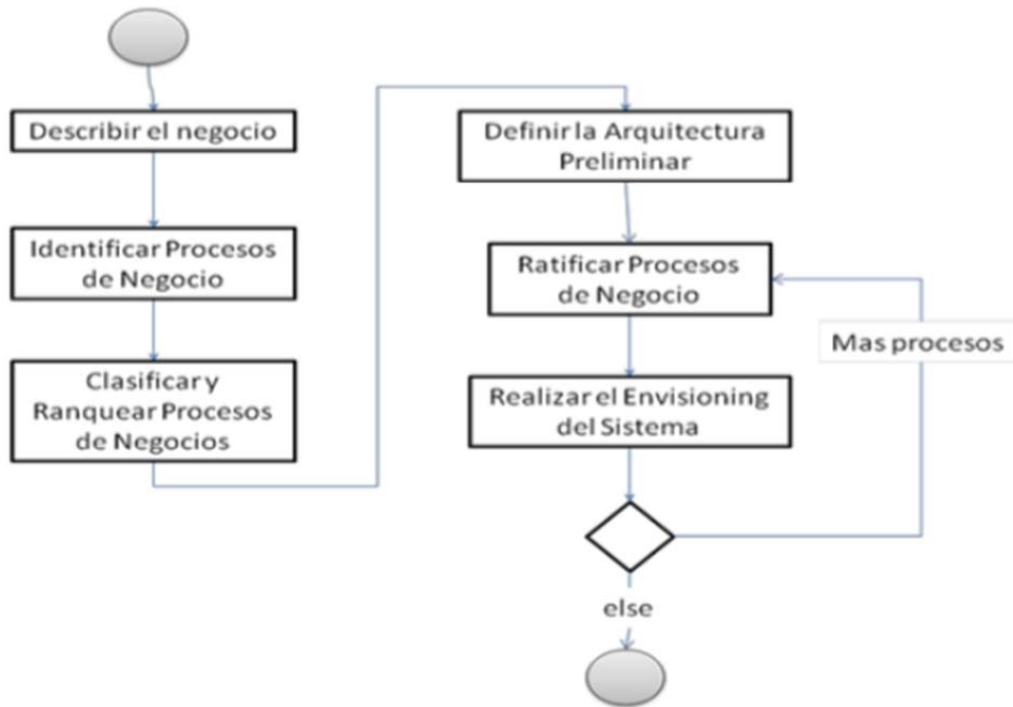 Describir el negocio
Identificar Procesos
de Negocio
Clasificar y
Ranquear Procesos
de Negocios
Definir la Arquitectura
Preliminar
Ratificar Procesos
de Negocio
Mas procesos
Realizar el Envisioning
del Sistema
else